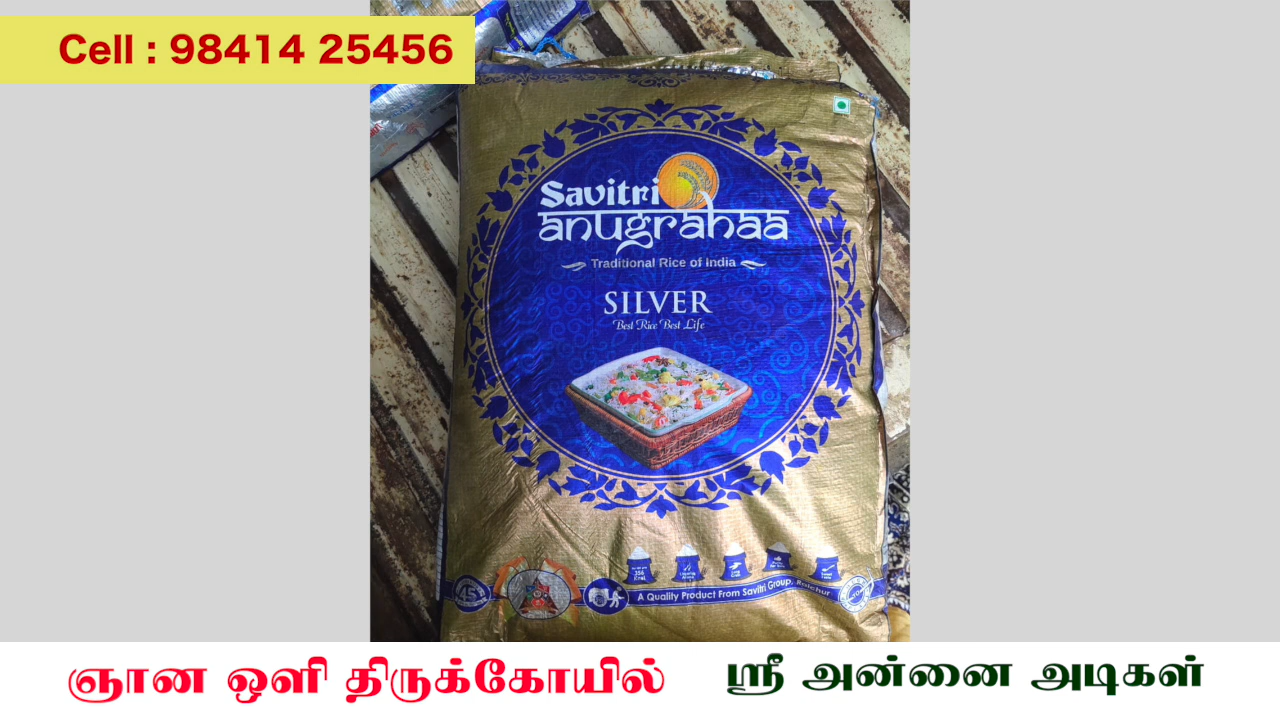 Cell : 98414 25456
Savitri
anugrahaa
Traditional Rice of India
SILVER
Best Rice Best Life
A Quality Product From Savitri Group, Raichur
ஞான ஒளி திருக்கோயில்
ஸ்ரீ அன்னை அடிகள்